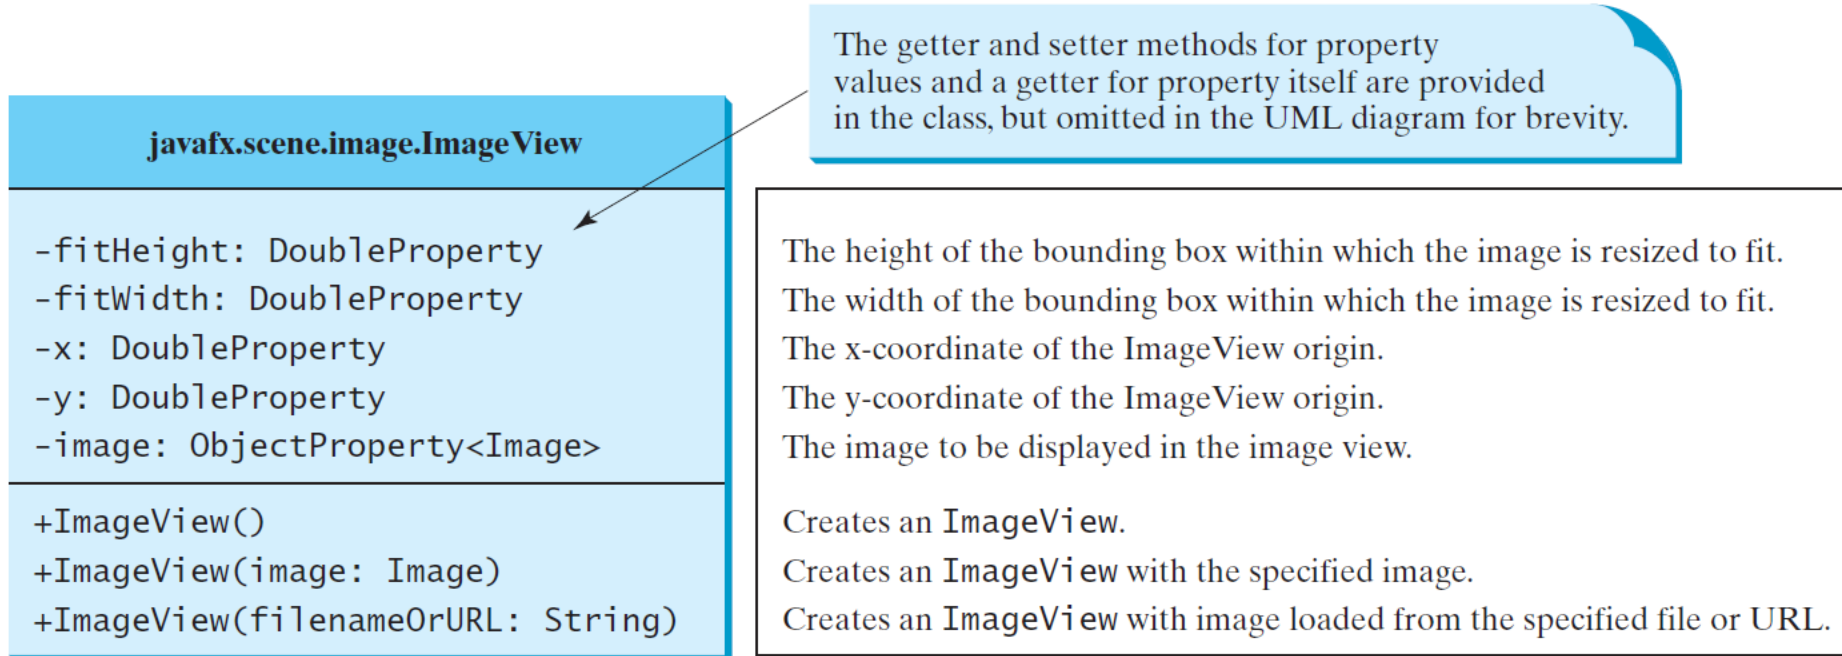 The getter and setter methods for property
values and a getter for property itself are provided
in the class, but omitted in the UML diagram for brevity.
javafx.scene.image.ImageView
-fitHeight: DoubleProperty
-fitWidth: DoubleProperty
-x: DoubleProperty
-y: DoubleProperty
-image: ObjectProperty<Image>
+ImageView()
+ImageView(image: Image)
+ImageView(filenameOrURL: String)
The height of the bounding box within which the image is resized to fit.
The width of the bounding box within which the image is resized to fit.
The x-coordinate of the ImageView origin.
The y-coordinate of the ImageView origin.
The image to be displayed in the image view.
Creates an ImageView.
Creates an ImageView with the specified image.
Creates an ImageView with image loaded from the specified file or URL.